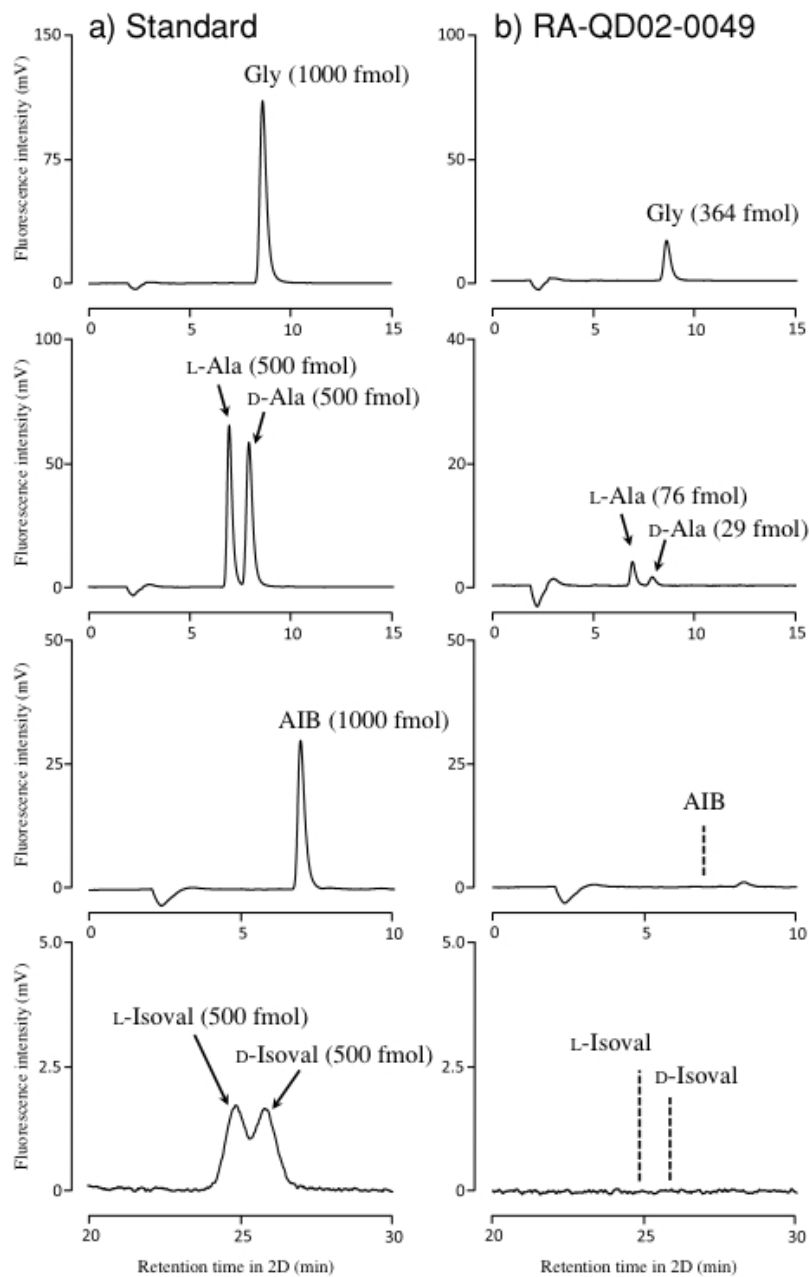 a) Standard
b) RA-QD02-0049
Fluorescence intensity (mV)
150
75
0
Gly (1000 fmol)
0 5 10 15
100
50
0
Gly (364 fmol)
0 5 10 15
Fluorescence intensity (mV)
100
50
0
L-Ala (500 fmol)
D-Ala (500 fmol)
0 5 10 15
40
20
0
L-Ala (76 fmol)
D-Ala (29 fmol)
0 5 10 15
Fluorescence intensity (mV)
50
25
0
AIB (1000 fmol)
0 5 10
50
25
0
AIB
0 5 10
Fluorescence intensity (mV)
5.0
2.5
0
L-Isoval (500 fmol)
D-Isoval (500 fmol)
20 25 30
Retention time in 2D (min)
5.0
2.5
0
L-Isoval
D-Isoval
20 25 30
Retention time in 2D (min)